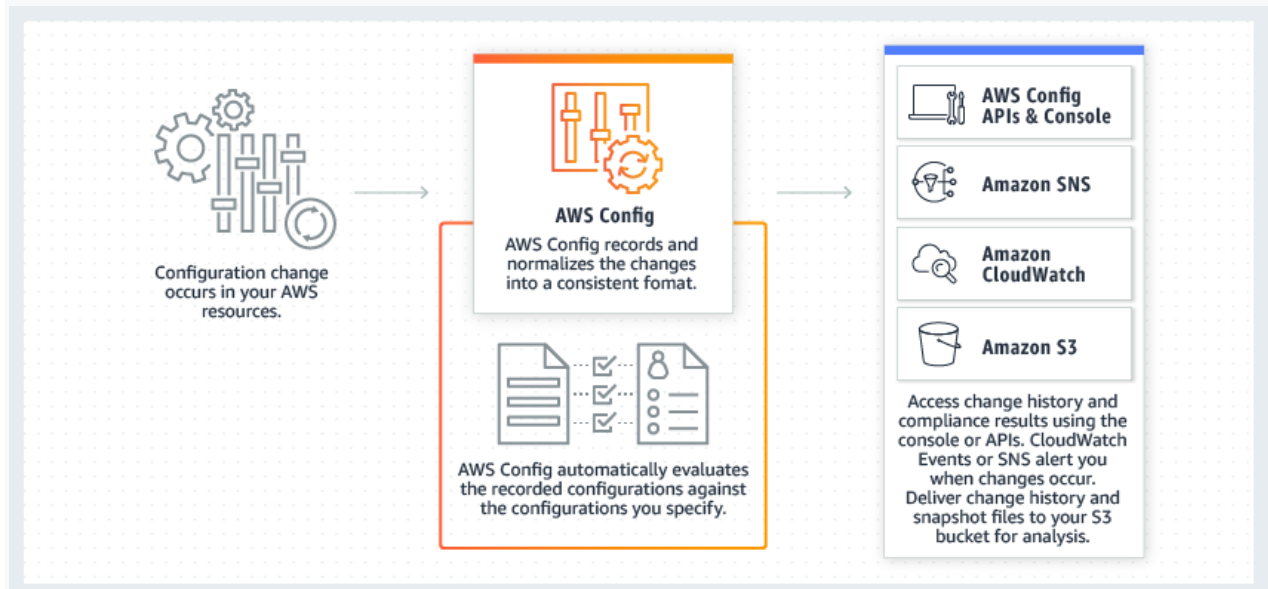 Configuration change
occurs in your AWS
resources.
AWS Config
AWS Config records and
normalizes the changes
into a consistent fomat.
AWS Config automatically evaluates
the recorded configurations against
the configurations you specify.
AWS Config
APIs & Console
Amazon SNS
Amazon
CloudWatch
Amazon S3
Access change history and
compliance results using the
console or APIs. CloudWatch
Events or SNS alert you
when changes occur.
Deliver change history and
snapshot files to your S3
bucket for analysis.